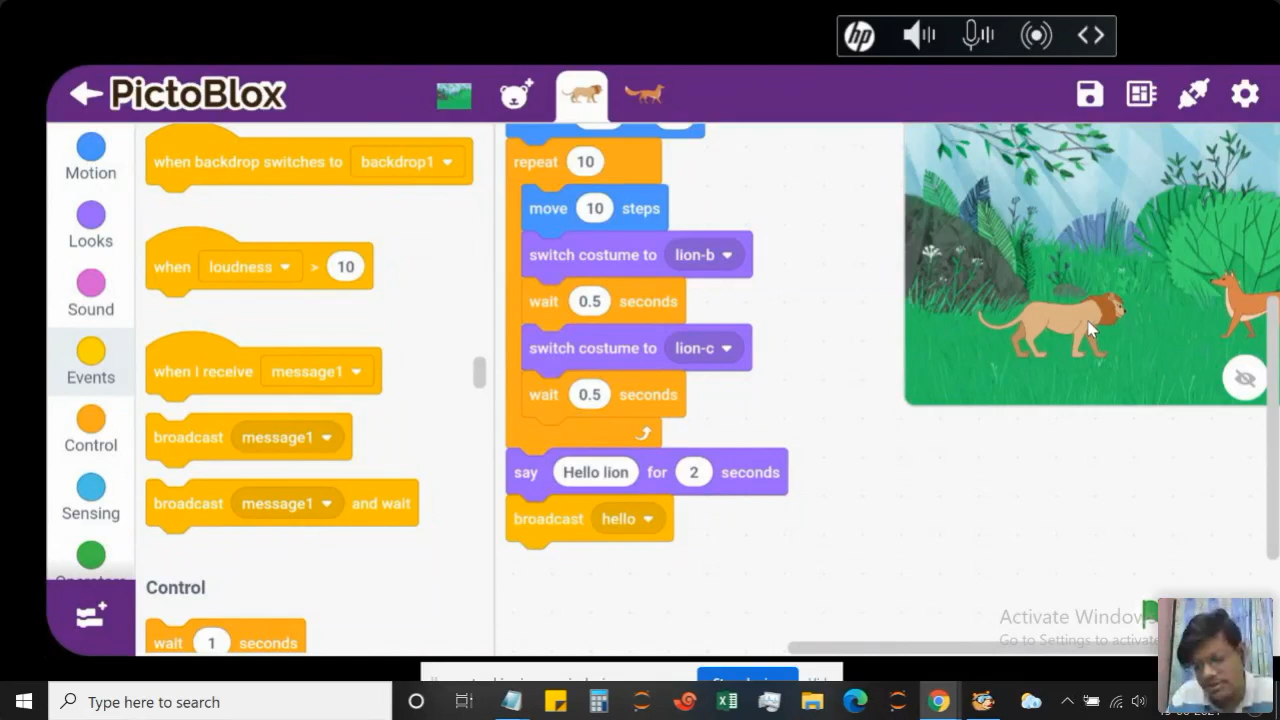 hp
PictoBlox
Motion
Looks
Sound
Events
Control
Sensing
Operators
when backdrop switches to backdrop1
when loudness > 10
when I receive message1
broadcast message1
broadcast message1 and wait
Control
wait 1 seconds
repeat 10
move 10 steps
switch costume to lion-b
wait 0.5 seconds
switch costume to lion-c
wait 0.5 seconds
say Hello lion for 2 seconds
broadcast hello
Activate Windows
Go to Settings to activate
Type here to search